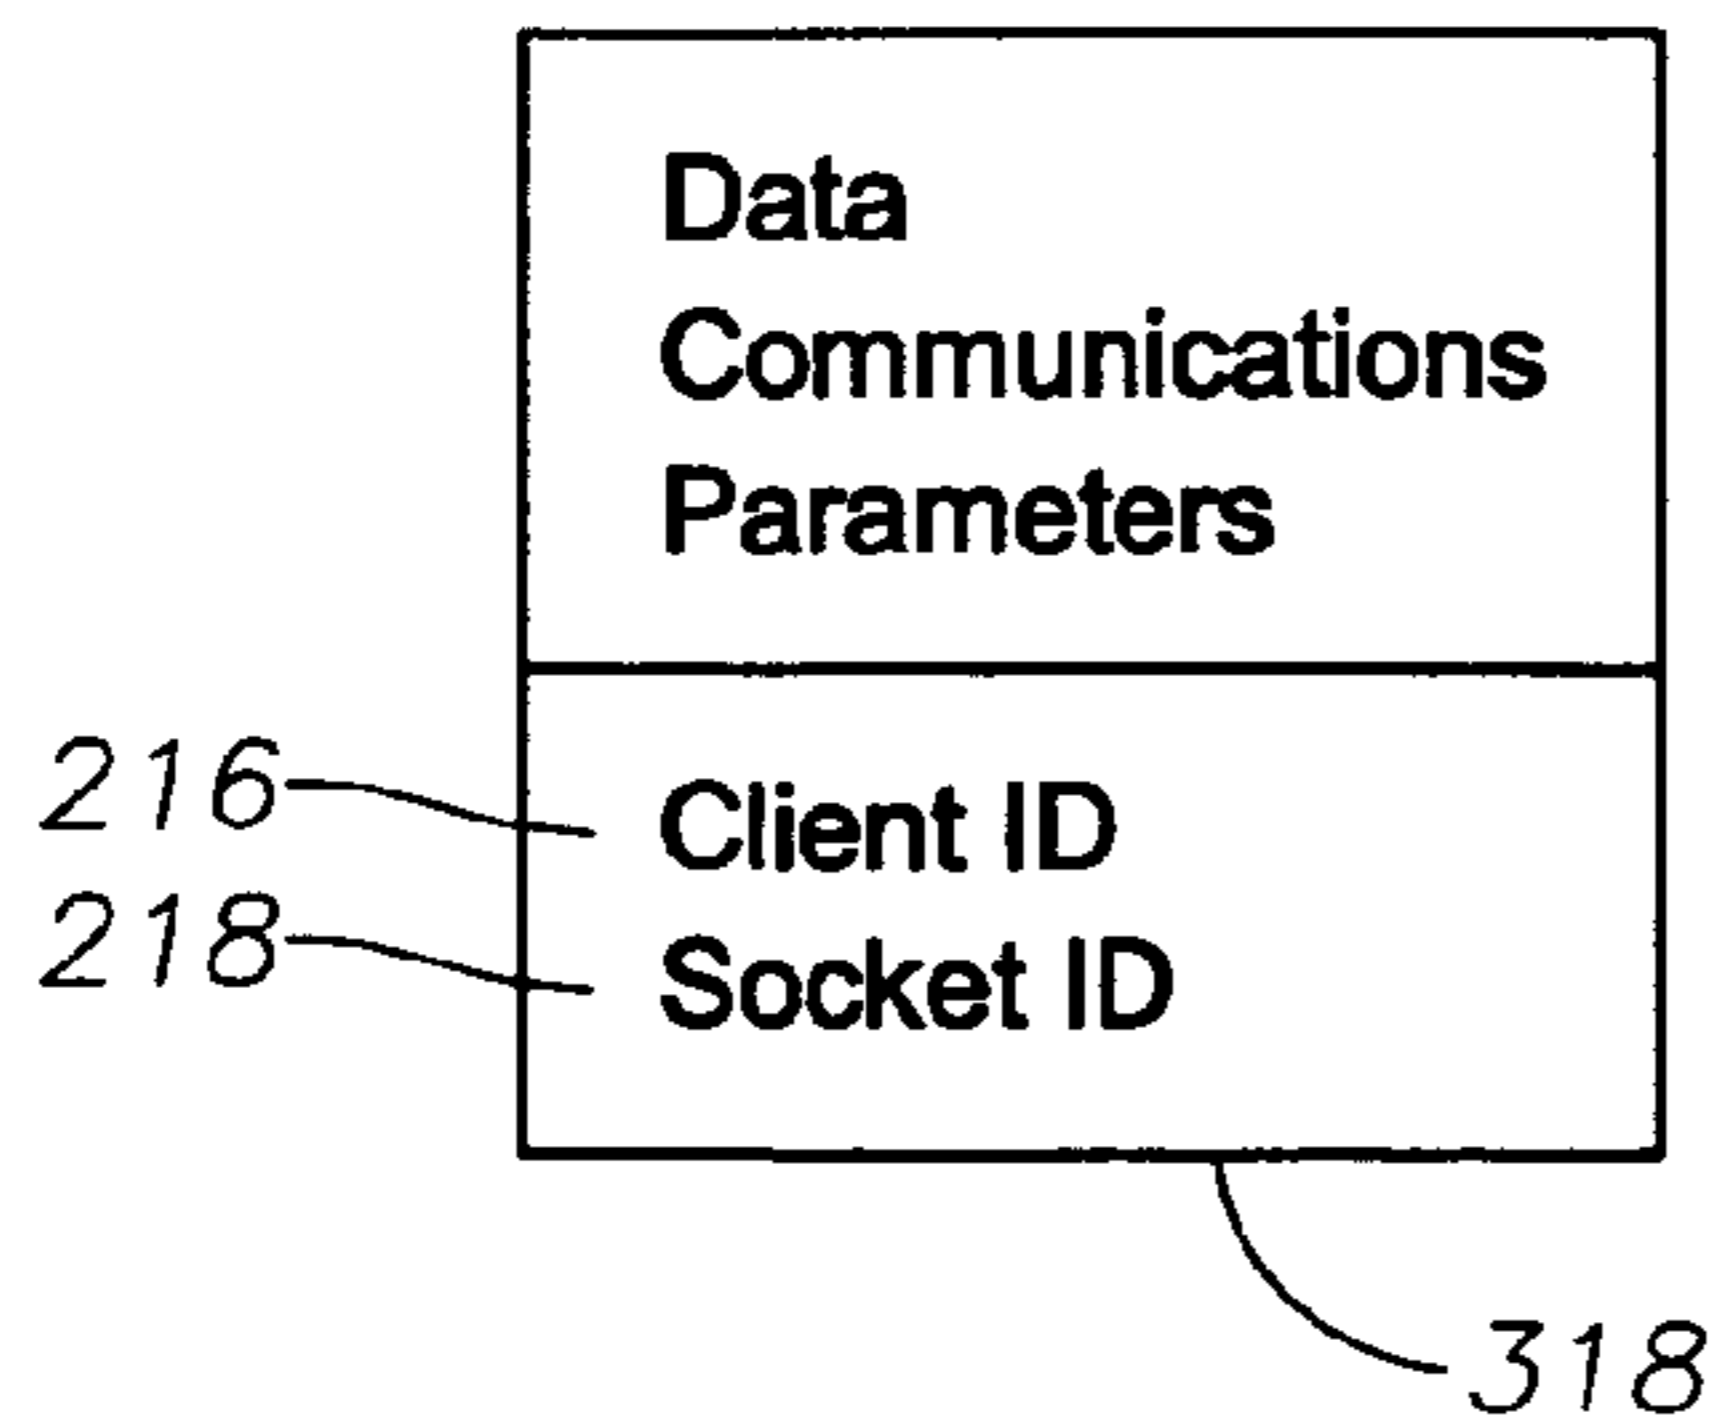 Data
Communications
Parameters
216 Client ID
218 Socket ID
318